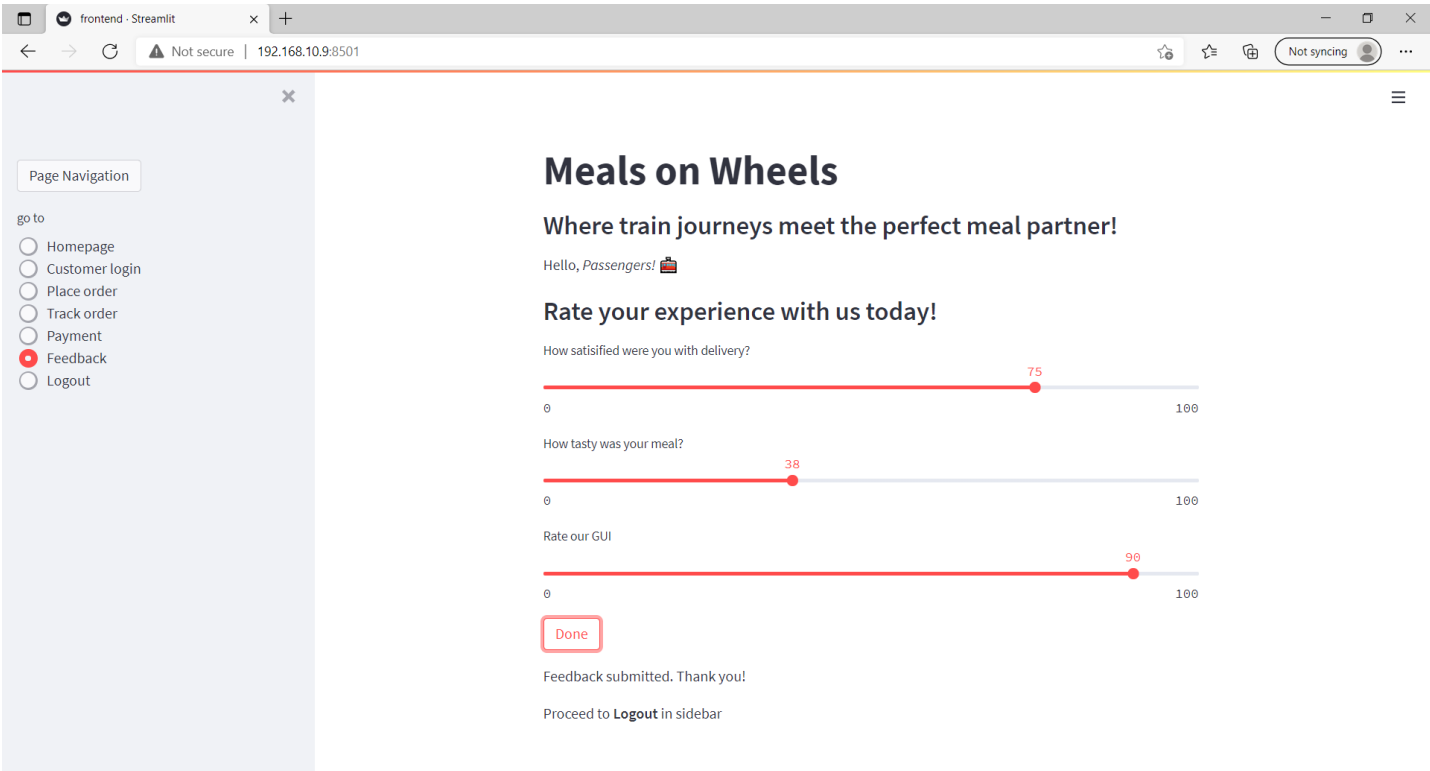 frontend · Streamlit
Not secure | 192.168.10.9:8501
Not syncing
Page Navigation
go to
Homepage
Customer login
Place order
Track order
Payment
Feedback
Logout
Meals on Wheels
Where train journeys meet the perfect meal partner!
Hello, Passengers! 🚋
Rate your experience with us today!
How satisified were you with delivery?
75
0 100
How tasty was your meal?
38
0 100
Rate our GUI
90
0 100
Done
Feedback submitted. Thank you!
Proceed to Logout in sidebar